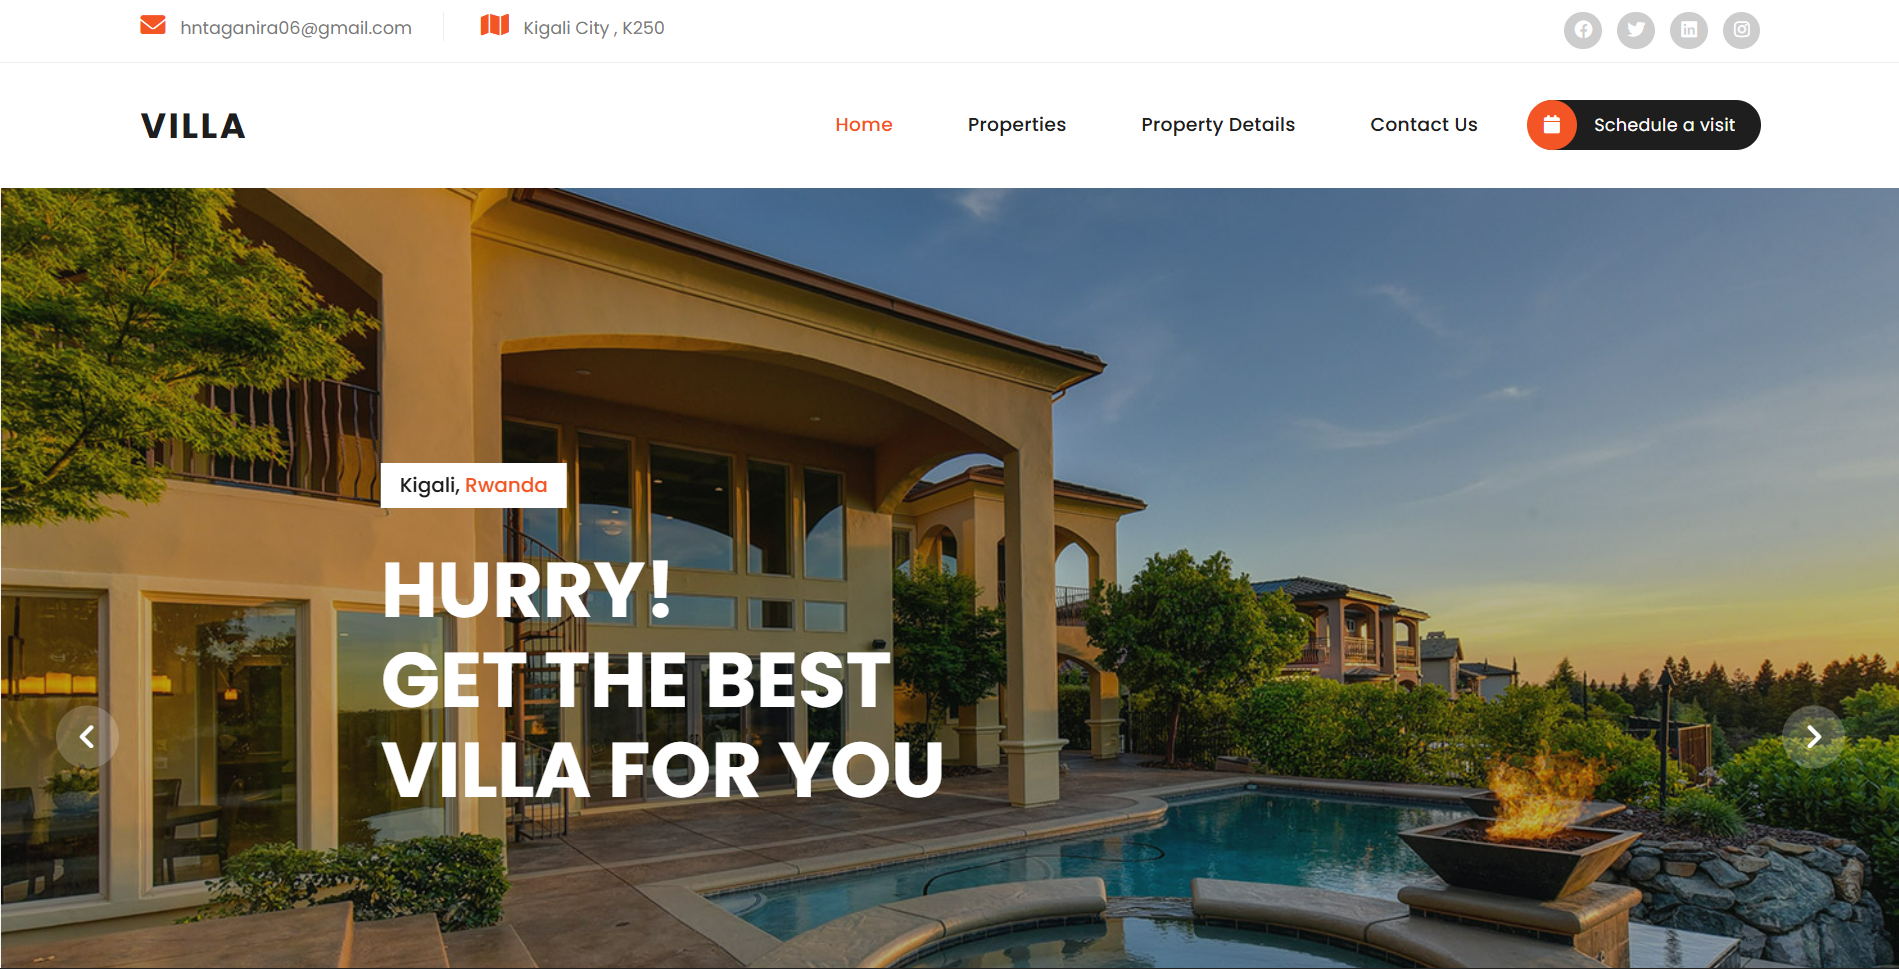 hntaganira06@gmail.com
Kigali City , K250
VILLA
Home
Properties
Property Details
Contact Us
Schedule a visit
Kigali, Rwanda
HURRY!
GET THE BEST
VILLA FOR YOU